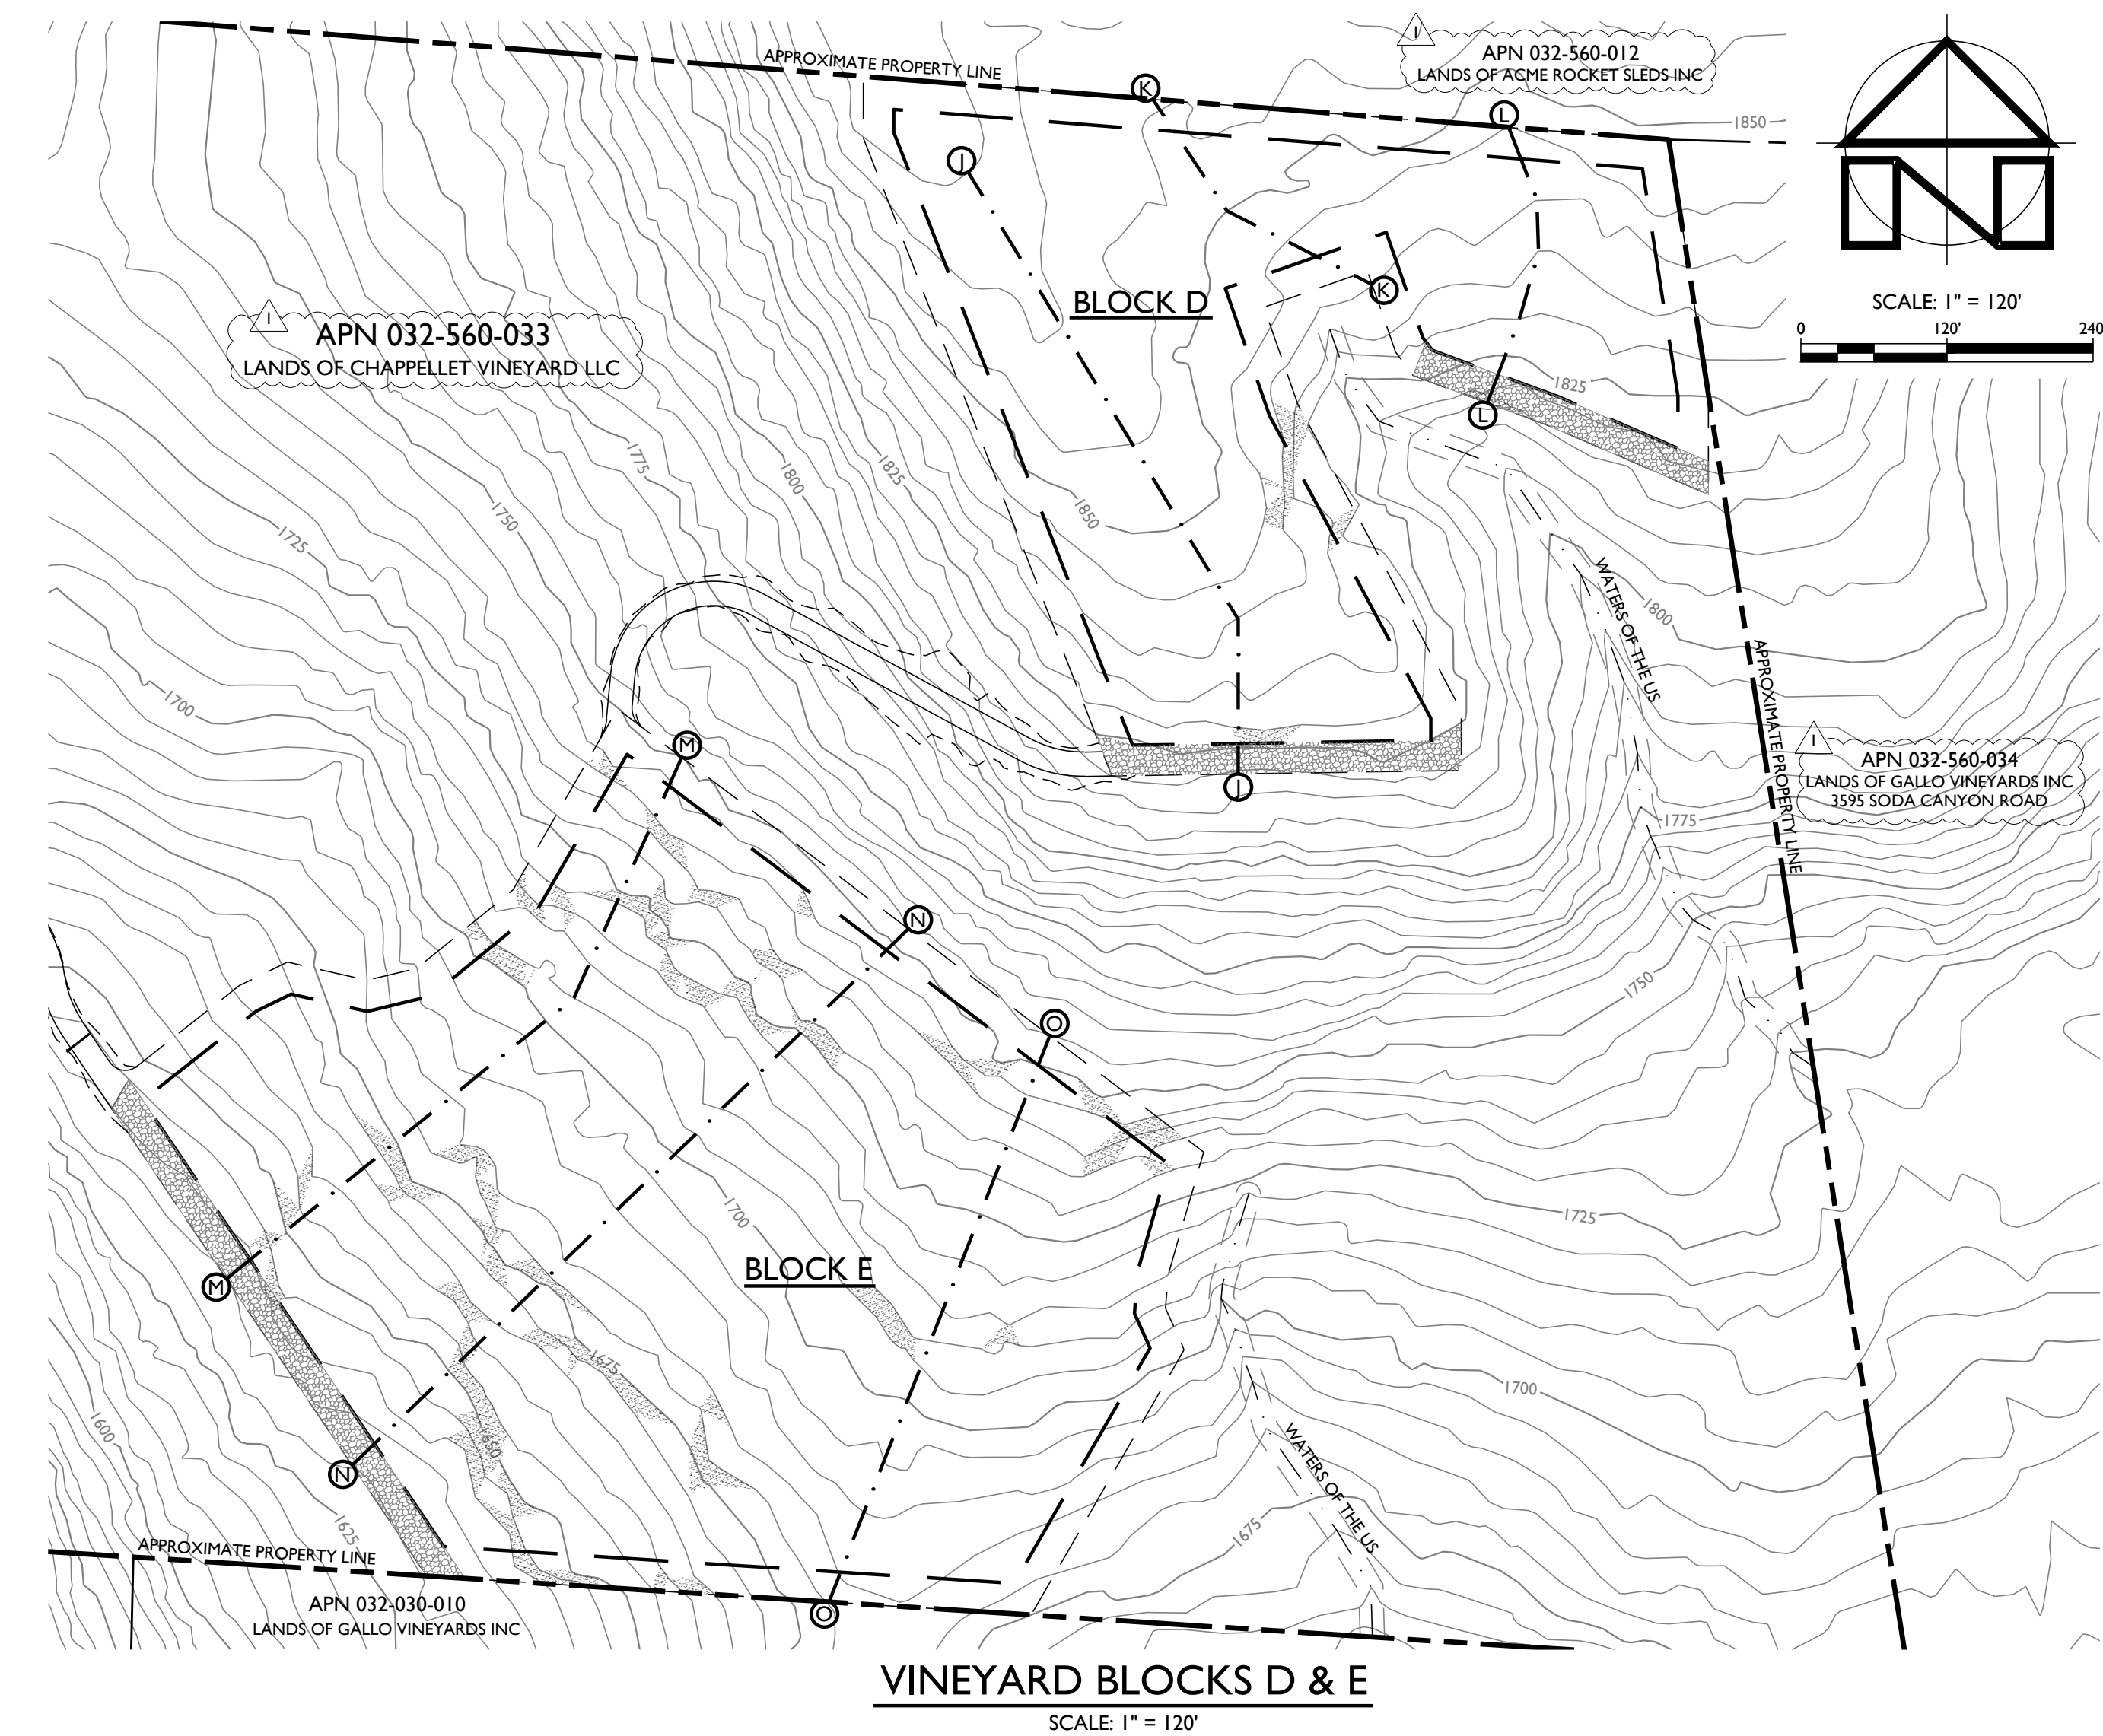 APPROXIMATE PROPERTY LINE
1
APN 032-560-012
LANDS OF ACME ROCKET SLEDS INC
K
L
1850
N
J
BLOCK D
K
SCALE: 1" = 120'
0 120' 240
1
APN 032-560-033
LANDS OF CHAPPELLET VINEYARD LLC
L
1825
1775
1800
1825
1850
1750
1725
WATERS OF THE US
1800
APPROXIMATE PROPERTY LINE
1700
M
J
1
APN 032-560-034
LANDS OF GALLO VINEYARDS INC
3595 SODA CANYON ROAD
1775
N
1750
O
1700
1725
BLOCK E
M
1675
1700
1600
1650
N
WATERS OF THE US
1675
1625
APPROXIMATE PROPERTY LINE
APN 032-030-010
LANDS OF GALLO VINEYARDS INC
O
VINEYARD BLOCKS D & E
SCALE: 1" = 120'